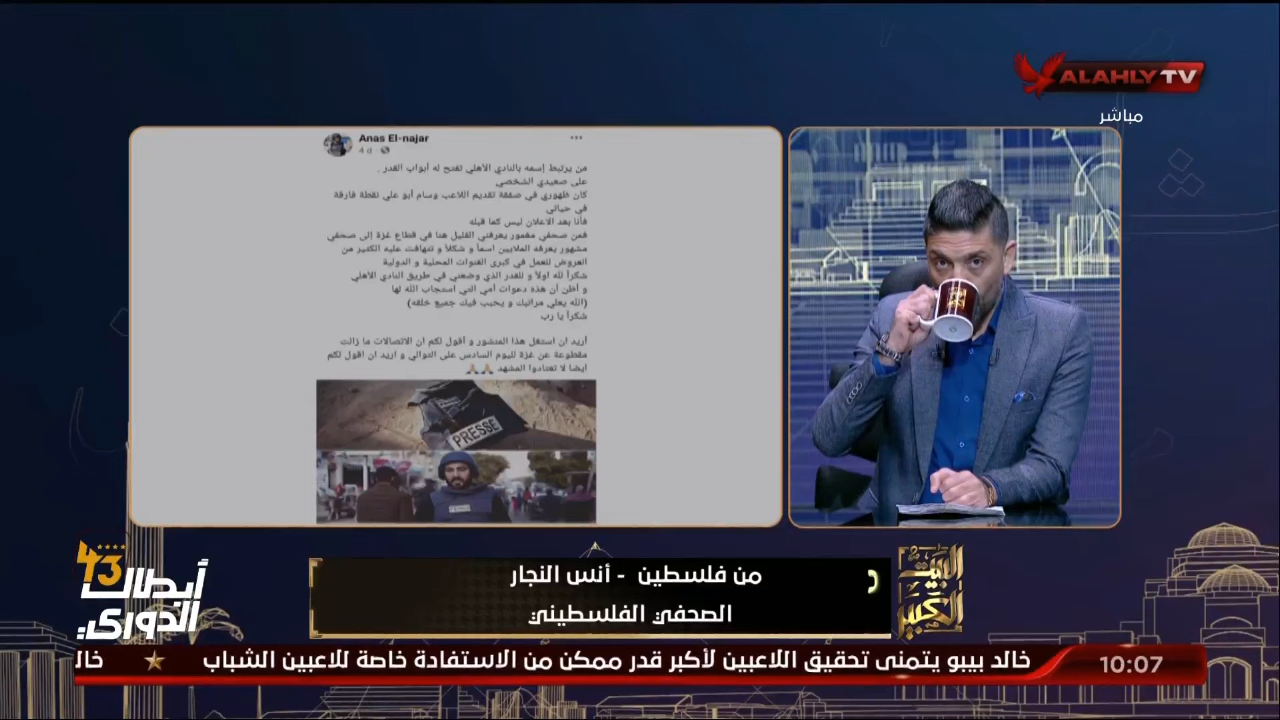 ALAHLY TV
مباشر
Anas El-najar
4 d
من يرتبط إسمه بالنادي الأهلي تفتح له أبواب القدر .
على صعيدي الشخصي
كان ظهوري في صفقة تقديم اللاعب وسام أبو علي نقطة فارقة
في حياتي
فأنا بعد الاعلان ليس كما قبله
فمن صحفي مغمور يعرفني القليل هنا في قطاع غزة إلى صحفي
مشهور يعرفه الملايين اسماً و شكلاً و تتهافت عليه الكثير من
العروض للعمل في كبرى القنوات المحلية و الدولية
شكراً لله اولاً و للقدر الذي وضعني في طريق النادي الأهلي
و أظن أن هذه دعوات أمي التي استجاب الله لها
(الله يعلي مراتبك و يحبب فيك جميع خلقه)
شكراً يا رب
أريد ان استغل هذا المنشور و أقول لكم ان الاتصالات ما زالت
مقطوعة عن غزة لليوم السادس على التوالي و اريد ان اقول لكم
ايضا لا تعتادوا المشهد 🙏🙏
PRESSE
البيت
الكبير
من فلسطين - أنس النجار
الصحفي الفلسطيني
43
أبطال
الدوري
خالد بيبو يتمنى تحقيق اللاعبين لأكبر قدر ممكن من الاستفادة خاصة للاعبين الشباب ★ خال
10:07